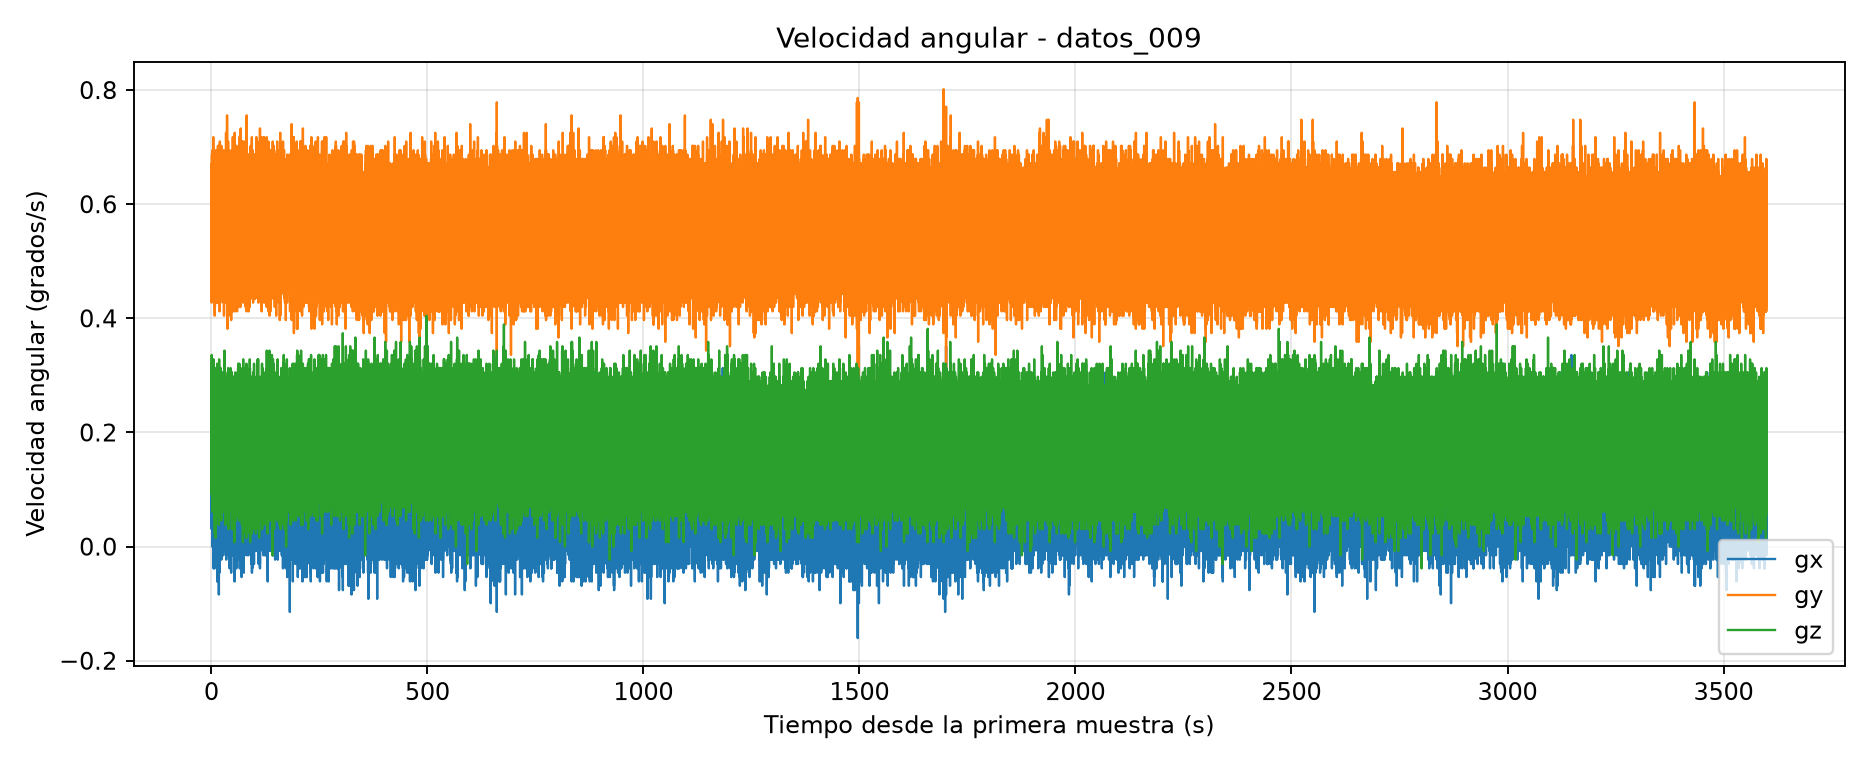 Velocidad angular - datos_009
Velocidad angular (grados/s)
0.8
0.6
0.4
0.2
0.0
−0.2
0
500
1000
1500
2000
2500
3000
3500
Tiempo desde la primera muestra (s)
gx
gy
gz